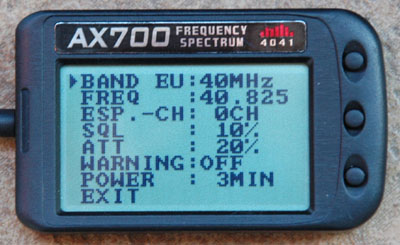 AX700 FREQUENCY
SPECTRUM 4041
BAND EU:40MHz
FREQ :40.825
ESP.-CH: 0CH
SQL : 10%
ATT : 20%
WARNING:OFF
POWER : 3MIN
EXIT